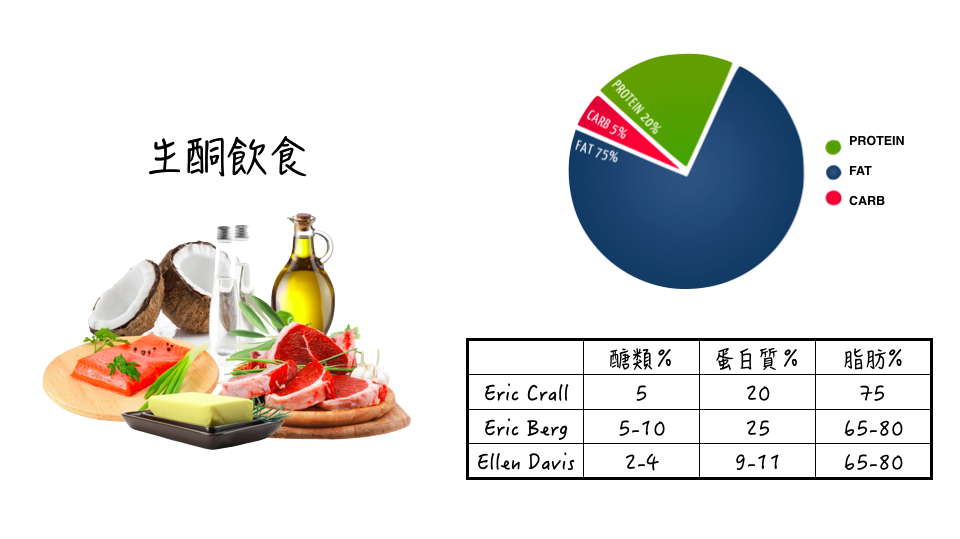 生酮飲食
PROTEIN 20%
CARB 5%
FAT 75%
PROTEIN
FAT
CARB
醣類% 蛋白質% 脂肪%
Eric Crall 5 20 75
Eric Berg 5-10 25 65-80
Ellen Davis 2-4 9-11 65-80